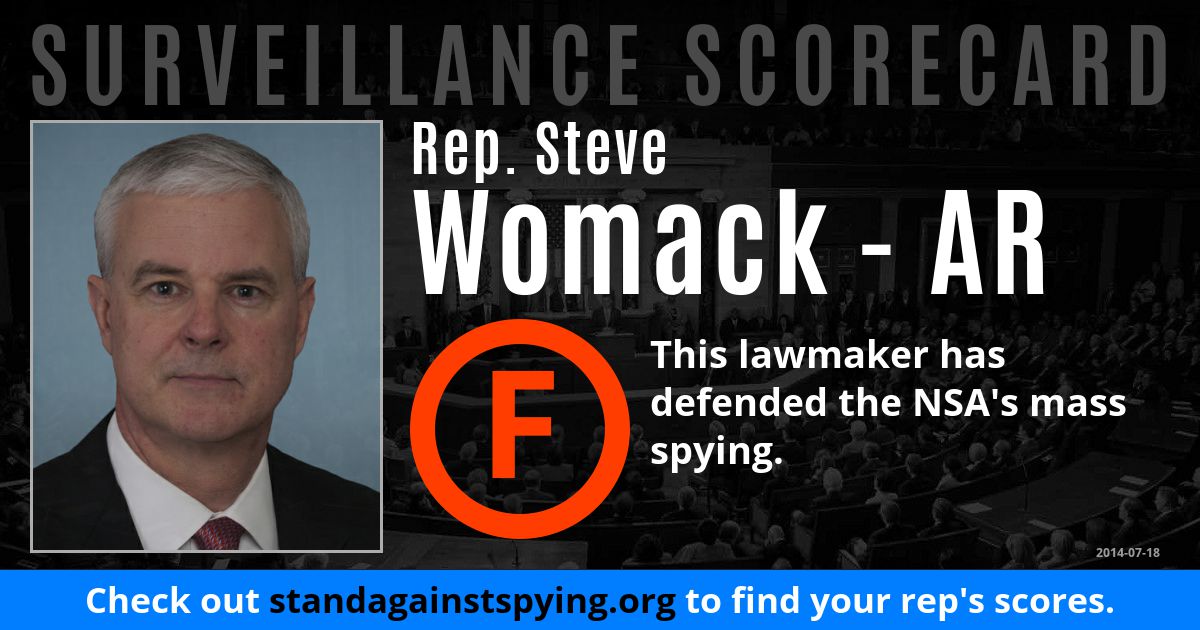 SURVEILLANCE SCORECARD
Rep. Steve
Womack - AR
F
This lawmaker has
defended the NSA's mass
spying.
2014-07-18
Check out standagainstspying.org to find your rep's scores.